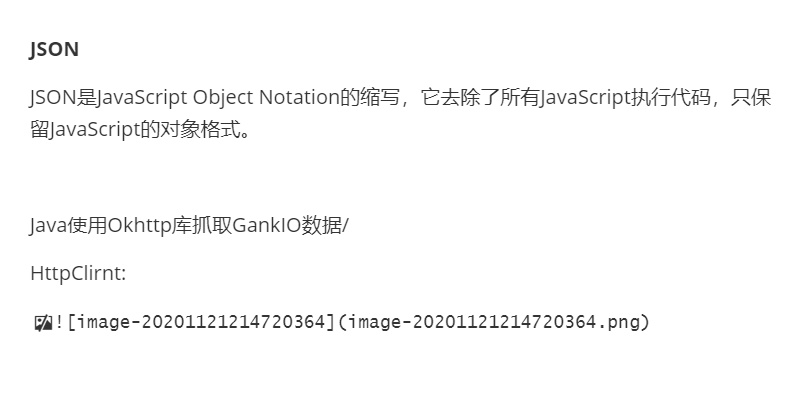 JSON
JSON是JavaScript Object Notation的缩写，它去除了所有JavaScript执行代码，只保
留JavaScript的对象格式。
Java使用Okhttp库抓取GankIO数据/
HttpClirnt:
![image-20201121214720364](image-20201121214720364.png)